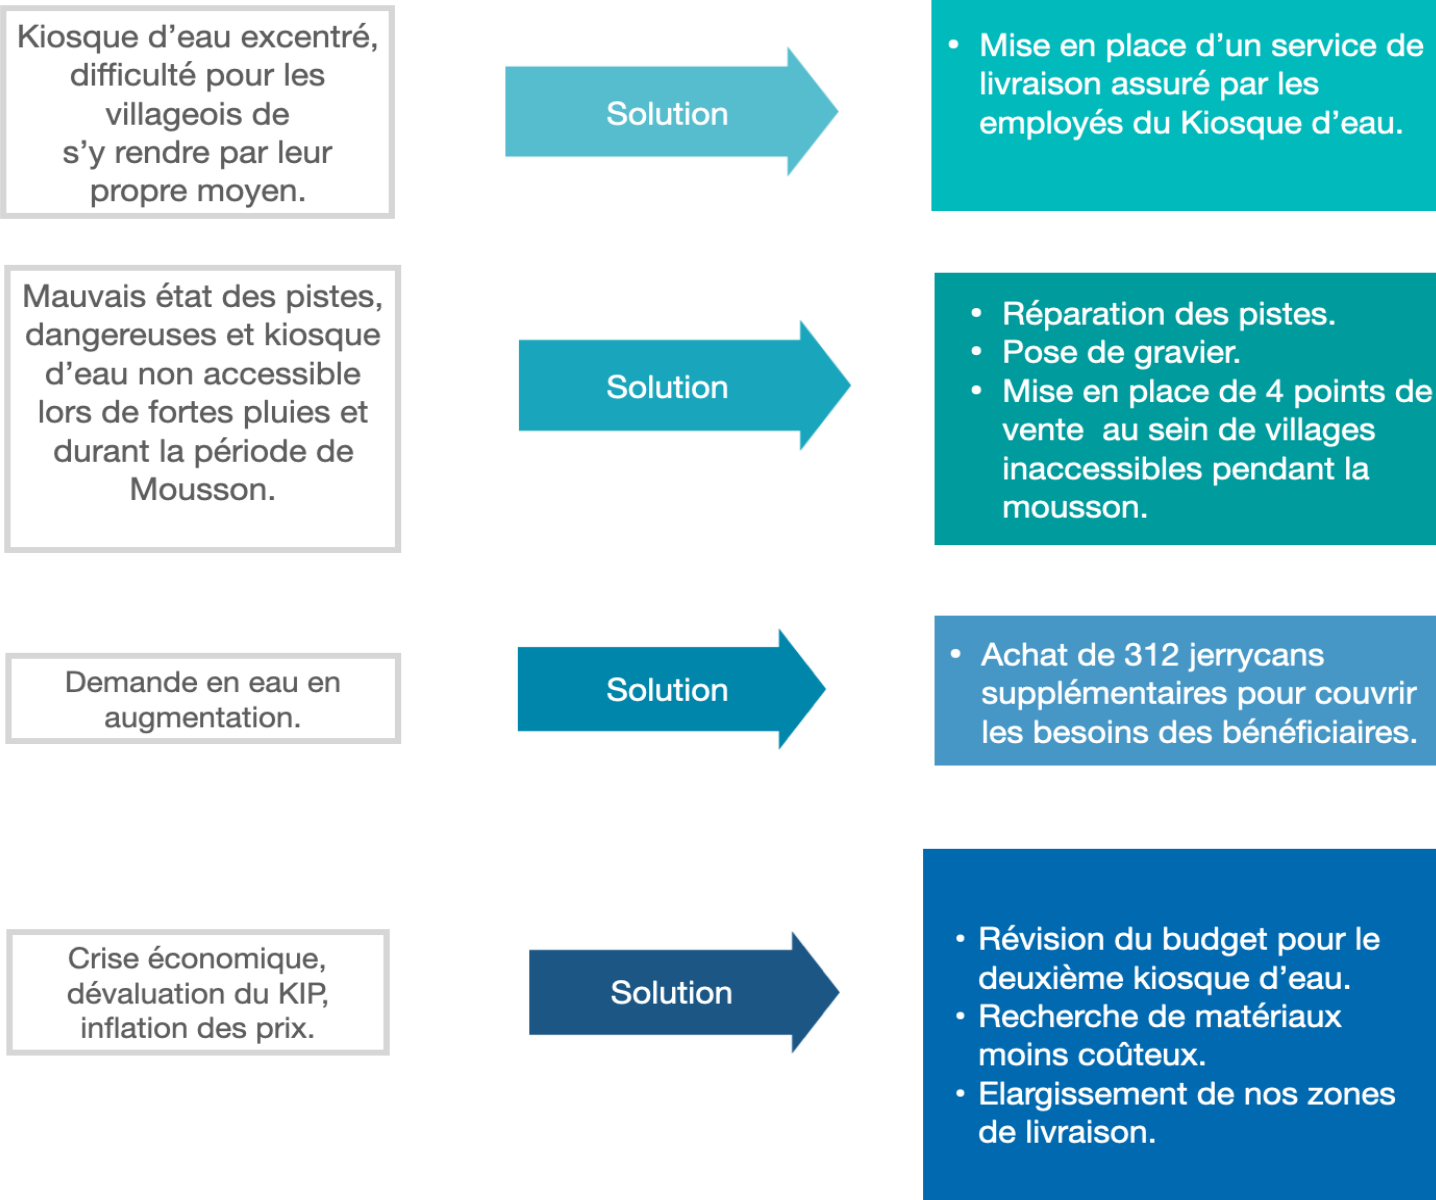 Kiosque d’eau excentré,
difficulté pour les
villageois de
s’y rendre par leur
propre moyen.
Solution
• Mise en place d’un service de
livraison assuré par les
employés du Kiosque d’eau.
Mauvais état des pistes,
dangereuses et kiosque
d’eau non accessible
lors de fortes pluies et
durant la période de
Mousson.
Solution
• Réparation des pistes.
• Pose de gravier.
• Mise en place de 4 points de
vente au sein de villages
inaccessibles pendant la
mousson.
Demande en eau en
augmentation.
Solution
• Achat de 312 jerrycans
supplémentaires pour couvrir
les besoins des bénéficiaires.
Crise économique,
dévaluation du KIP,
inflation des prix.
Solution
• Révision du budget pour le
deuxième kiosque d’eau.
• Recherche de matériaux
moins coûteux.
• Elargissement de nos zones
de livraison.